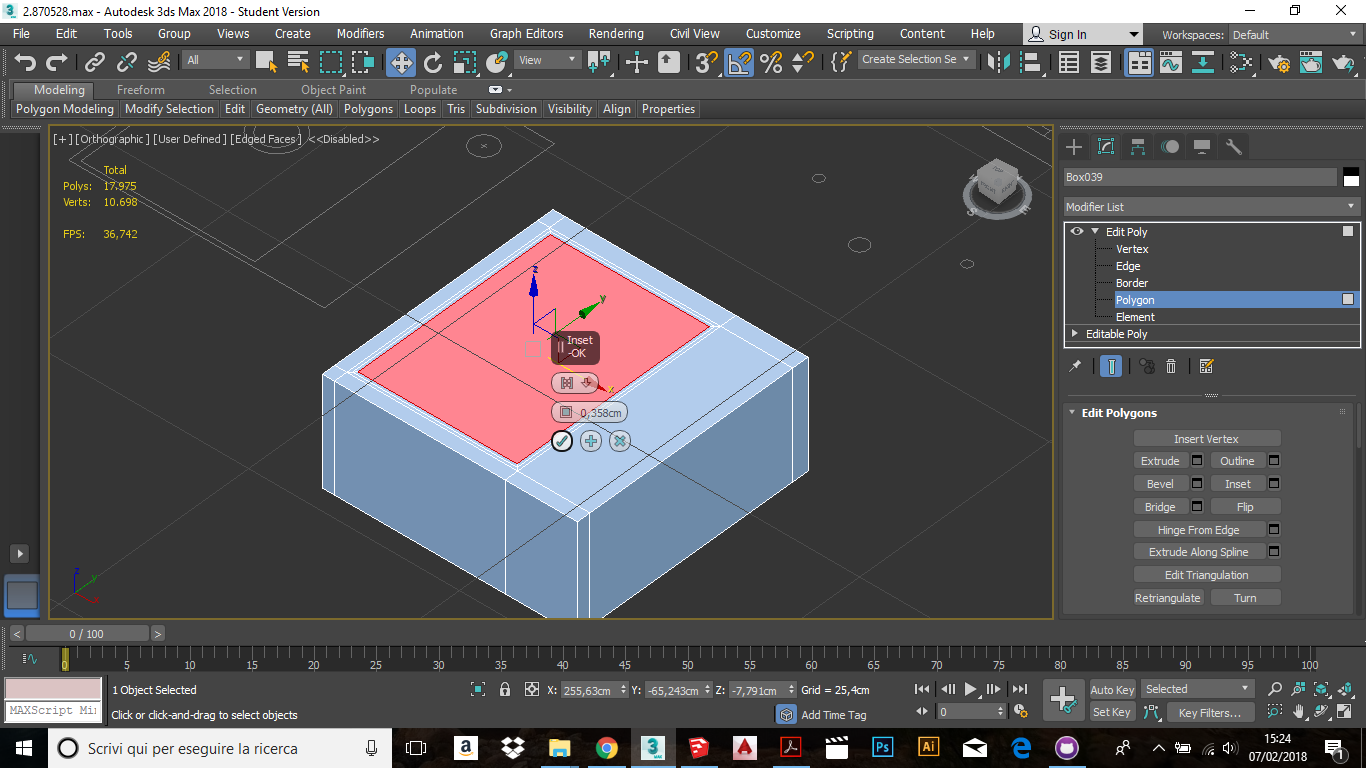 2.870528.max - Autodesk 3ds Max 2018 - Student Version
File Edit Tools Group Views Create Modifiers Animation Graph Editors Rendering Civil View Customize Scripting Content Help Sign In Workspaces: Default
All View 3 Create Selection Se
Modeling Freeform Selection Object Paint Populate
Polygon Modeling Modify Selection Edit Geometry (All) Polygons Loops Tris Subdivision Visibility Align Properties
[+] [Orthographic ] [User Defined ] [Edged Faces ] <<Disabled>>
Total
Polys: 17.975
Verts: 10.698
FPS: 36,742
TOP
S E
z
y
x
Inset
-OK
0,358cm
z
y
Box039
Modifier List
Edit Poly
Vertex
Edge
Border
Polygon
Element
Editable Poly
Edit Polygons
Insert Vertex
Extrude Outline
Bevel Inset
Bridge Flip
Hinge From Edge
Extrude Along Spline
Edit Triangulation
Retriangulate Turn
< 0 / 100 >
0 5 10 15 20 25 30 35 40 45 50 55 60 65 70 75 80 85 90 95 100
1 Object Selected X: 255,63cm Y: -65,243cm Z: -7,791cm Grid = 25,4cm Auto Key Selected
MAXScript Mi
Click or click-and-drag to select objects Add Time Tag 0 Set Key Key Filters...
Scrivi qui per eseguire la ricerca
a 3 MAX A Ps Ai
15:24
07/02/2018
1